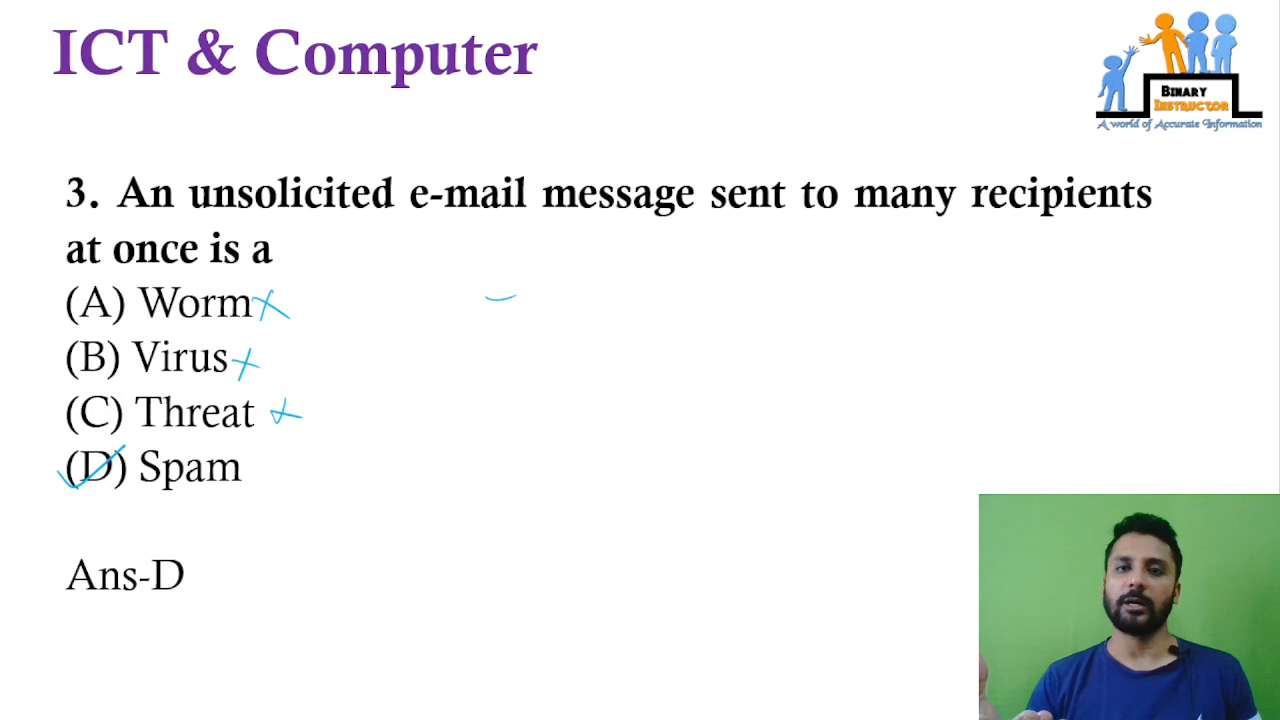 ICT & Computer
BINARY
INSTRUCTOR
A world of Accurate Information
3. An unsolicited e-mail message sent to many recipients
at once is a
(A) Worm
(B) Virus
(C) Threat
(D) Spam
Ans-D